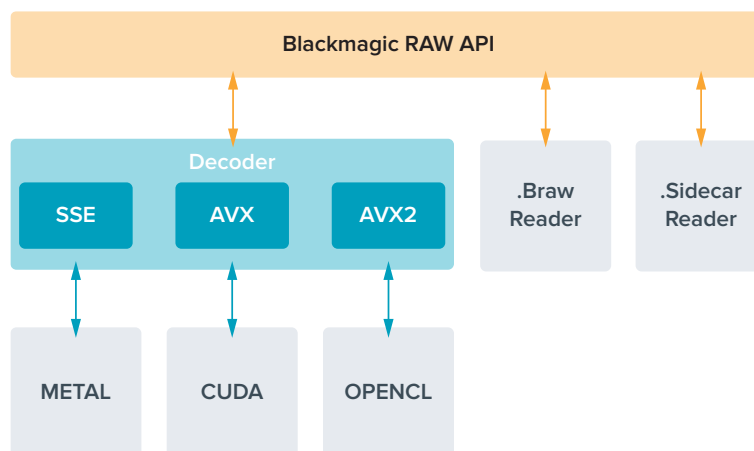 Blackmagic RAW API
Decoder
SSE
AVX
AVX2
.Braw
Reader
.Sidecar
Reader
METAL
CUDA
OPENCL